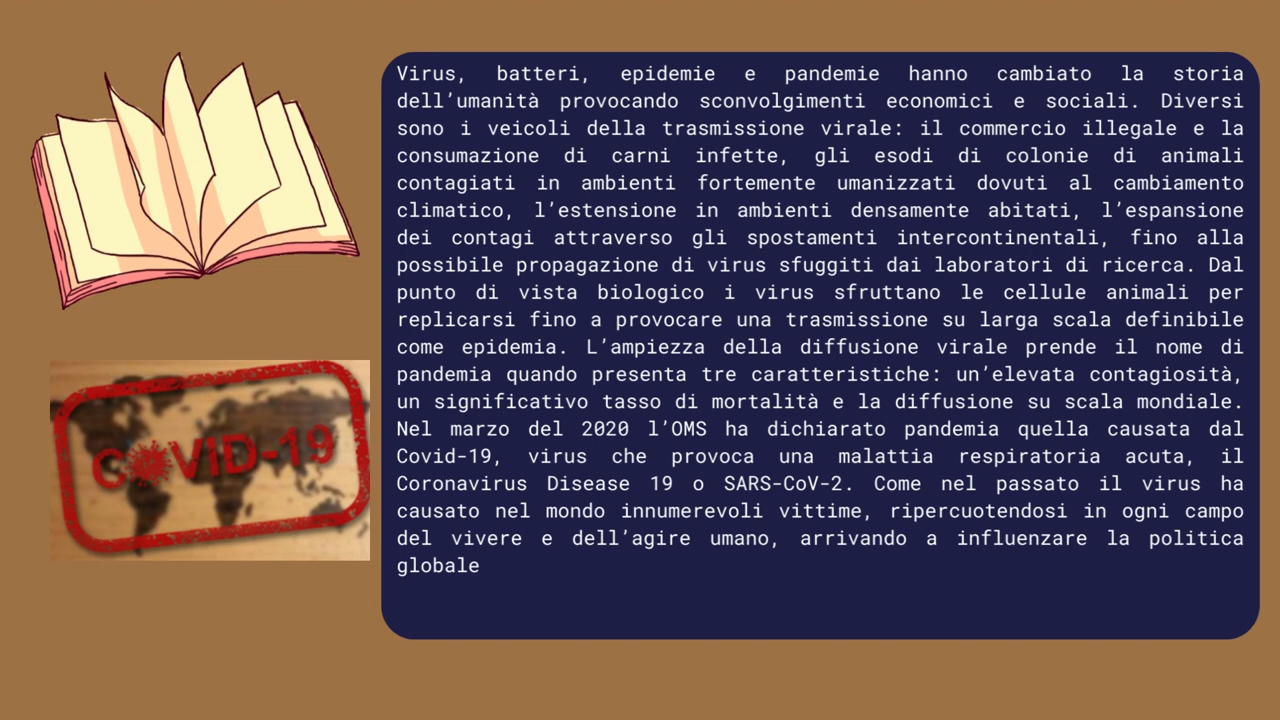 Virus, batteri, epidemie e pandemie hanno cambiato la storia
dell’umanità provocando sconvolgimenti economici e sociali. Diversi
sono i veicoli della trasmissione virale: il commercio illegale e la
consumazione di carni infette, gli esodi di colonie di animali
contagiati in ambienti fortemente umanizzati dovuti al cambiamento
climatico, l’estensione in ambienti densamente abitati, l’espansione
dei contagi attraverso gli spostamenti intercontinentali, fino alla
possibile propagazione di virus sfuggiti dai laboratori di ricerca. Dal
punto di vista biologico i virus sfruttano le cellule animali per
replicarsi fino a provocare una trasmissione su larga scala definibile
come epidemia. L’ampiezza della diffusione virale prende il nome di
pandemia quando presenta tre caratteristiche: un’elevata contagiosità,
un significativo tasso di mortalità e la diffusione su scala mondiale.
Nel marzo del 2020 l’OMS ha dichiarato pandemia quella causata dal
Covid-19, virus che provoca una malattia respiratoria acuta, il
Coronavirus Disease 19 o SARS-CoV-2. Come nel passato il virus ha
causato nel mondo innumerevoli vittime, ripercuotendosi in ogni campo
del vivere e dell’agire umano, arrivando a influenzare la politica
globale
COVID-19